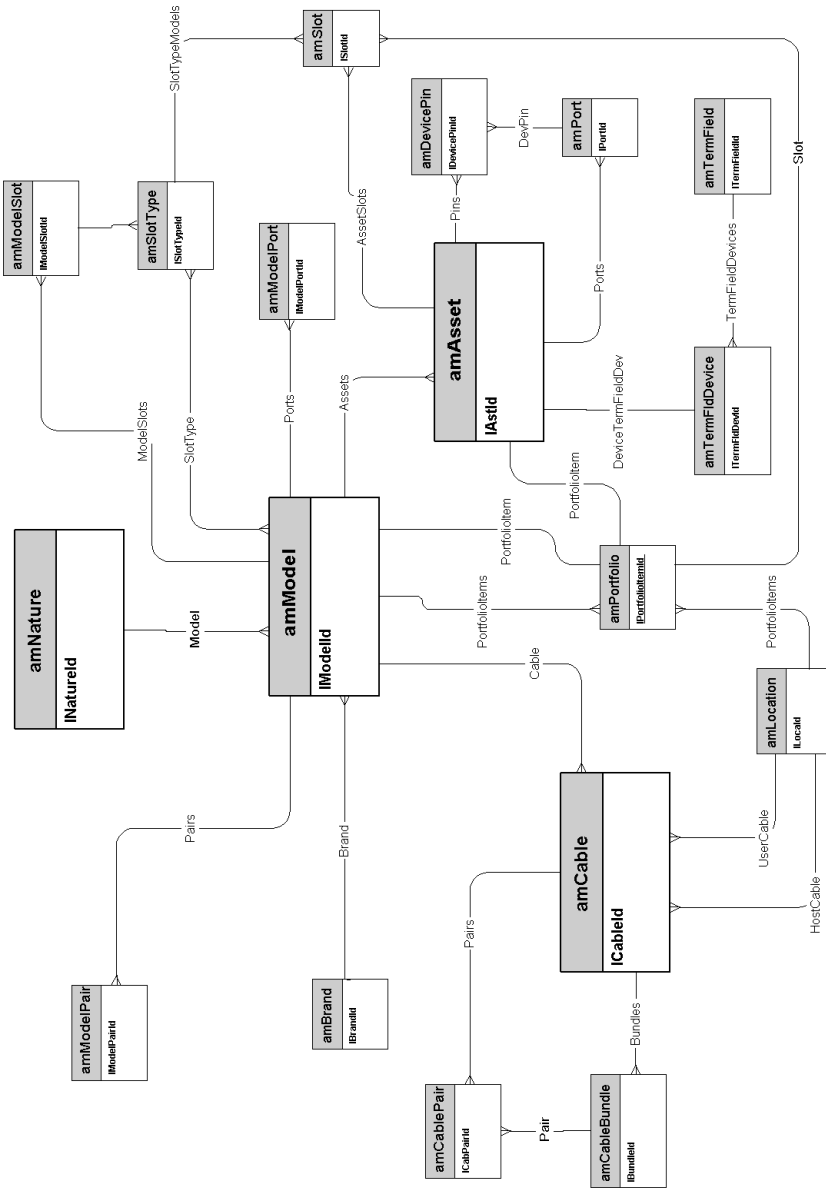 amNature
lNatureId
Model
amModel
lModelId
amModelSlot
lModelSlotId
ModelSlots
amSlotType
lSlotTypeId
SlotType
SlotTypeModels
amSlot
lSlotId
AssetSlots
amModelPort
lModelPortId
Ports
Assets
amAsset
lAstId
Pins
amDevicePin
lDevicePinId
DevPin
amPort
lPortId
Ports
DeviceTermFieldDev
amTermFldDevice
lTermFldDevId
TermFieldDevices
amTermField
lTermFieldId
Slot
PortfolioItem
PortfolioItem
PortfolioItems
amPortfolio
lPortfolioItemId
PortfolioItems
amLocation
lLocaId
UserCable
HostCable
Cable
amCable
lCableId
Pairs
amModelPair
lModelPairId
Brand
amBrand
lBrandId
Pairs
amCablePair
lCabPairId
Pair
Bundles
amCableBundle
lBundleId